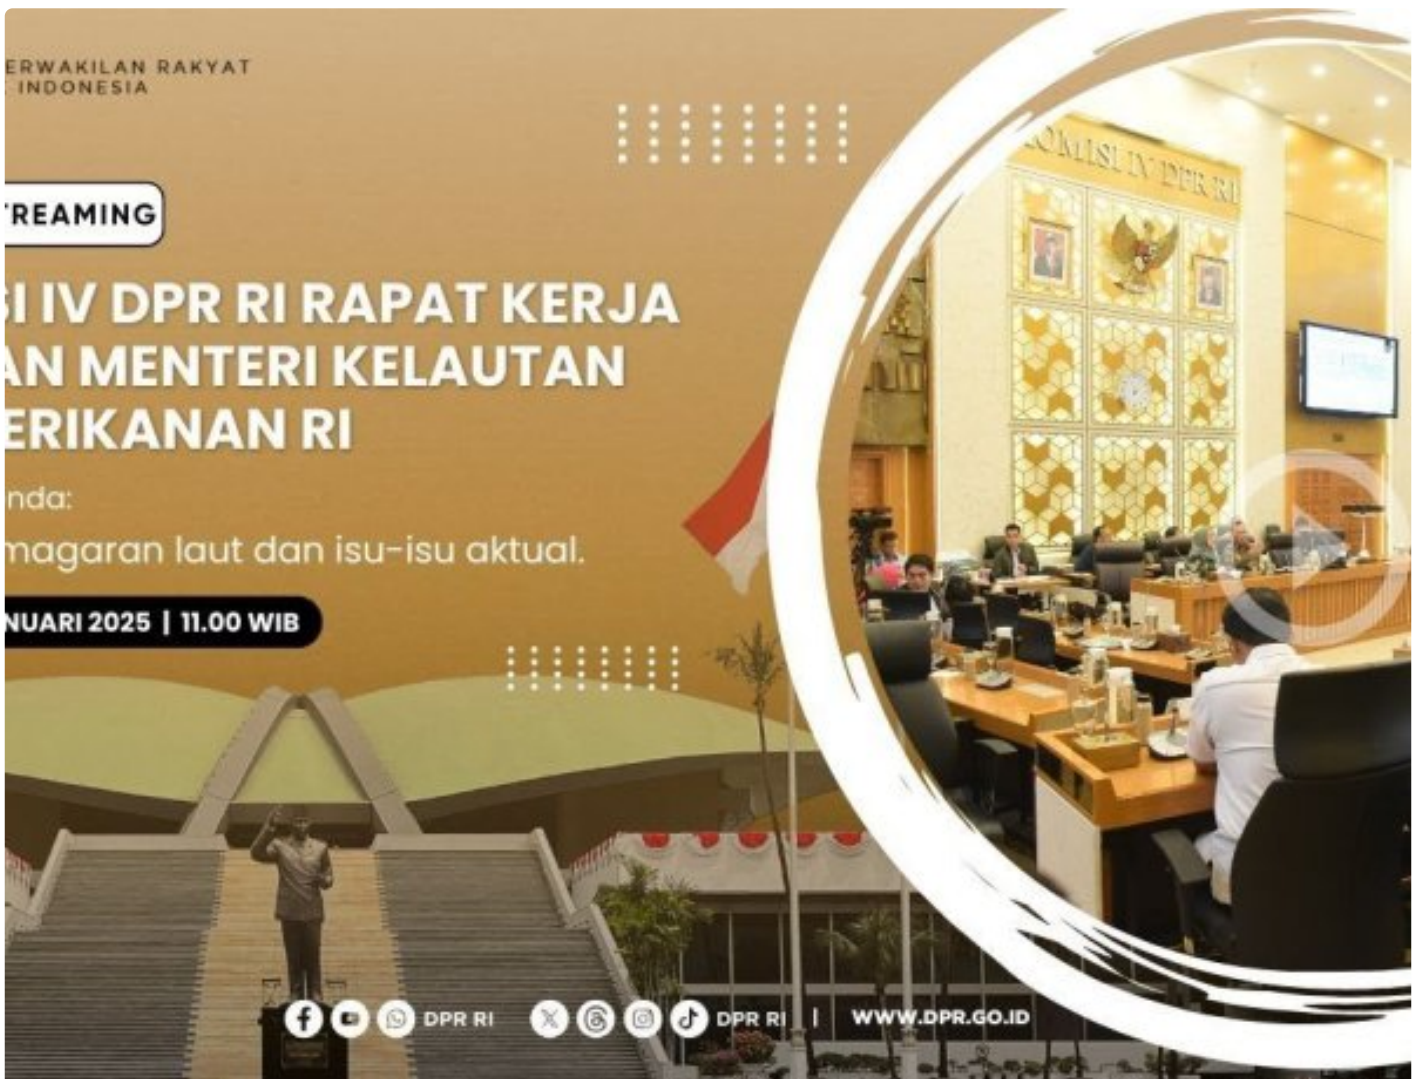 ERWAKILAN RAKYAT
INDONESIA
TREAMING
SI IV DPR RI RAPAT KERJA
AN MENTERI KELAUTAN
ERIKANAN RI
nda:
magaran laut dan isu-isu aktual.
NUARI 2025 | 11.00 WIB
OMISI IV DPR RI
DPR RI
DPR RI | WWW.DPR.GO.ID